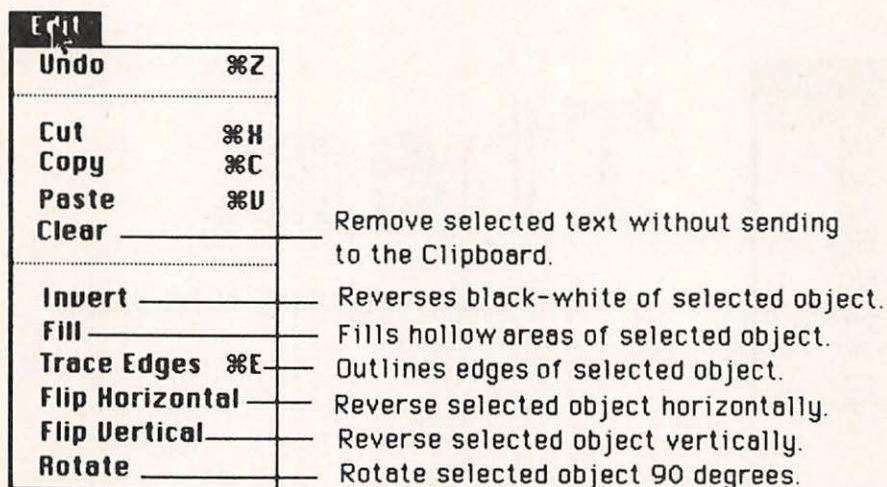 Edit
Undo ⌘Z
Cut ⌘X
Copy ⌘C
Paste ⌘V
Clear Remove selected text without sending
to the Clipboard.
Invert Reverses black-white of selected object.
Fill Fills hollow areas of selected object.
Trace Edges ⌘E Outlines edges of selected object.
Flip Horizontal Reverse selected object horizontally.
Flip Vertical Reverse selected object vertically.
Rotate Rotate selected object 90 degrees.